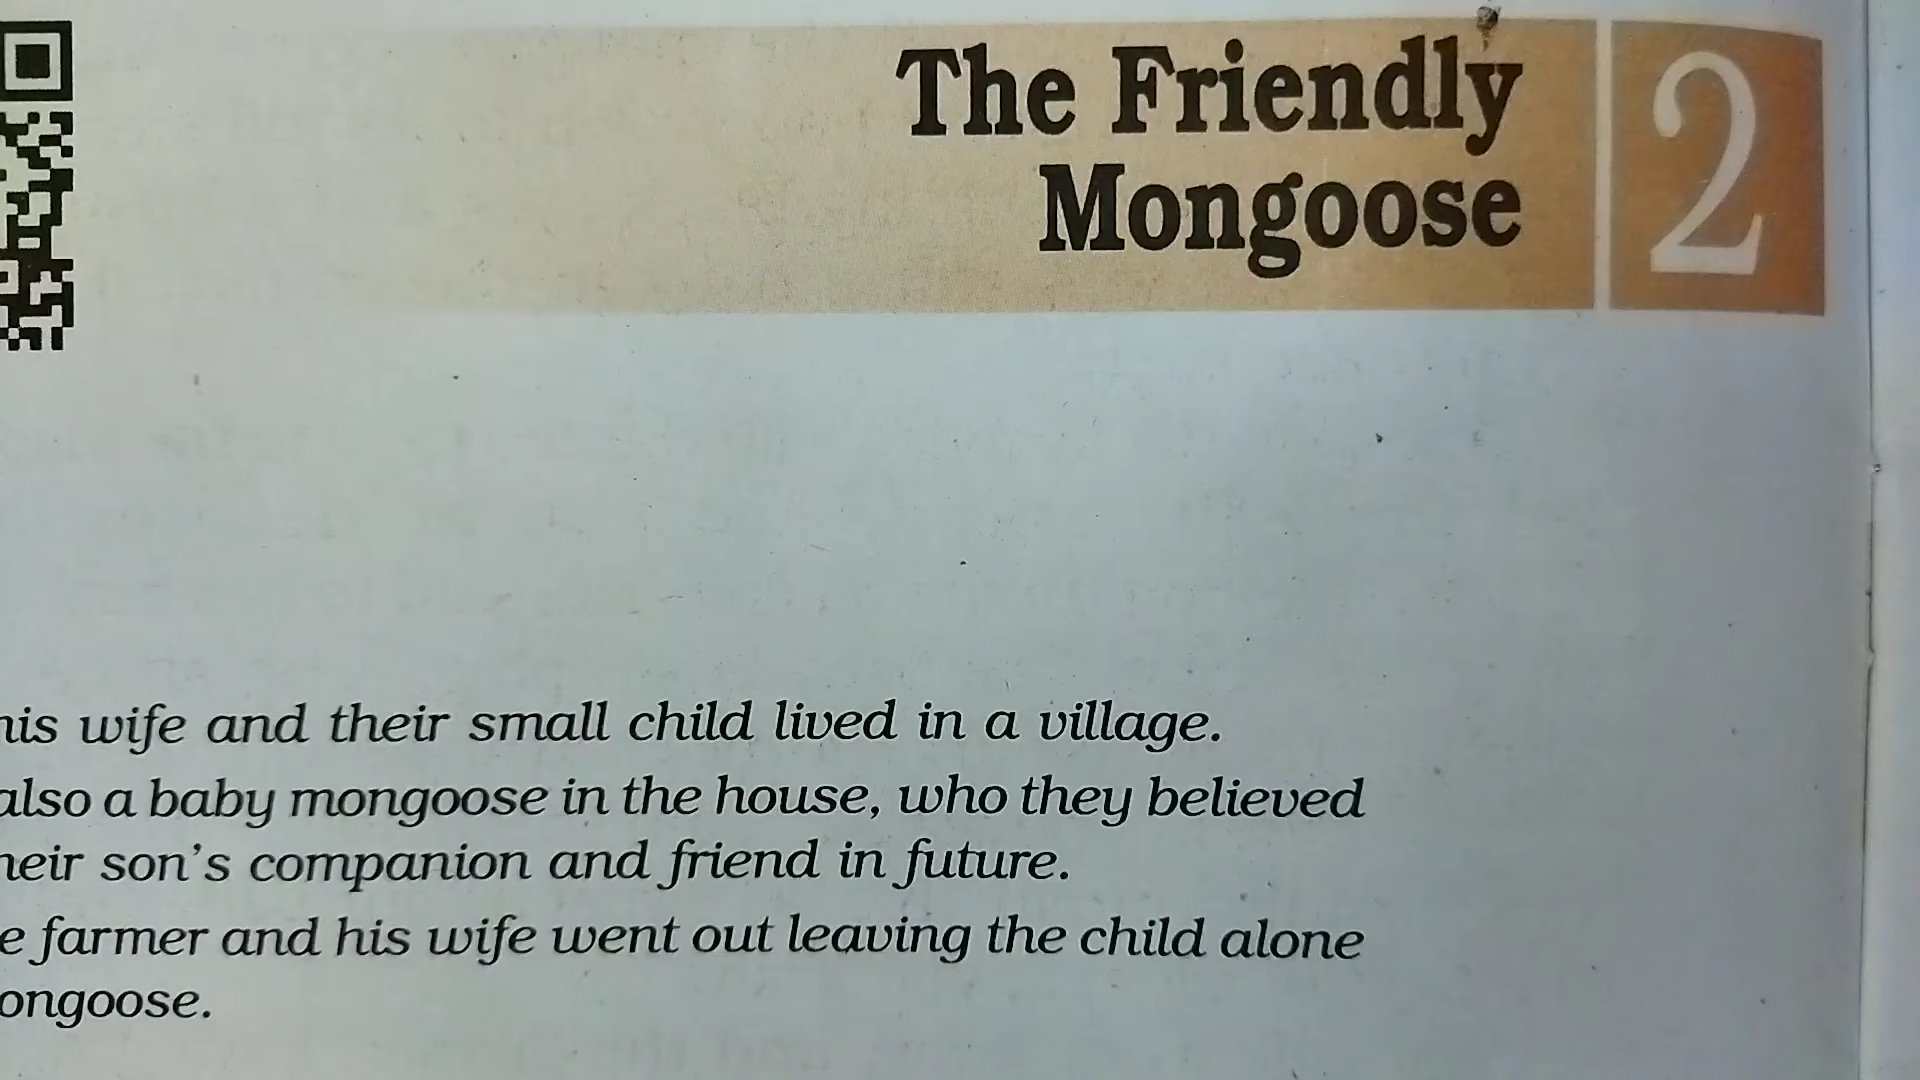 The Friendly
Mongoose
2
his wife and their small child lived in a village.
also a baby mongoose in the house, who they believed
heir son's companion and friend in future.
e farmer and his wife went out leaving the child alone
ongoose.